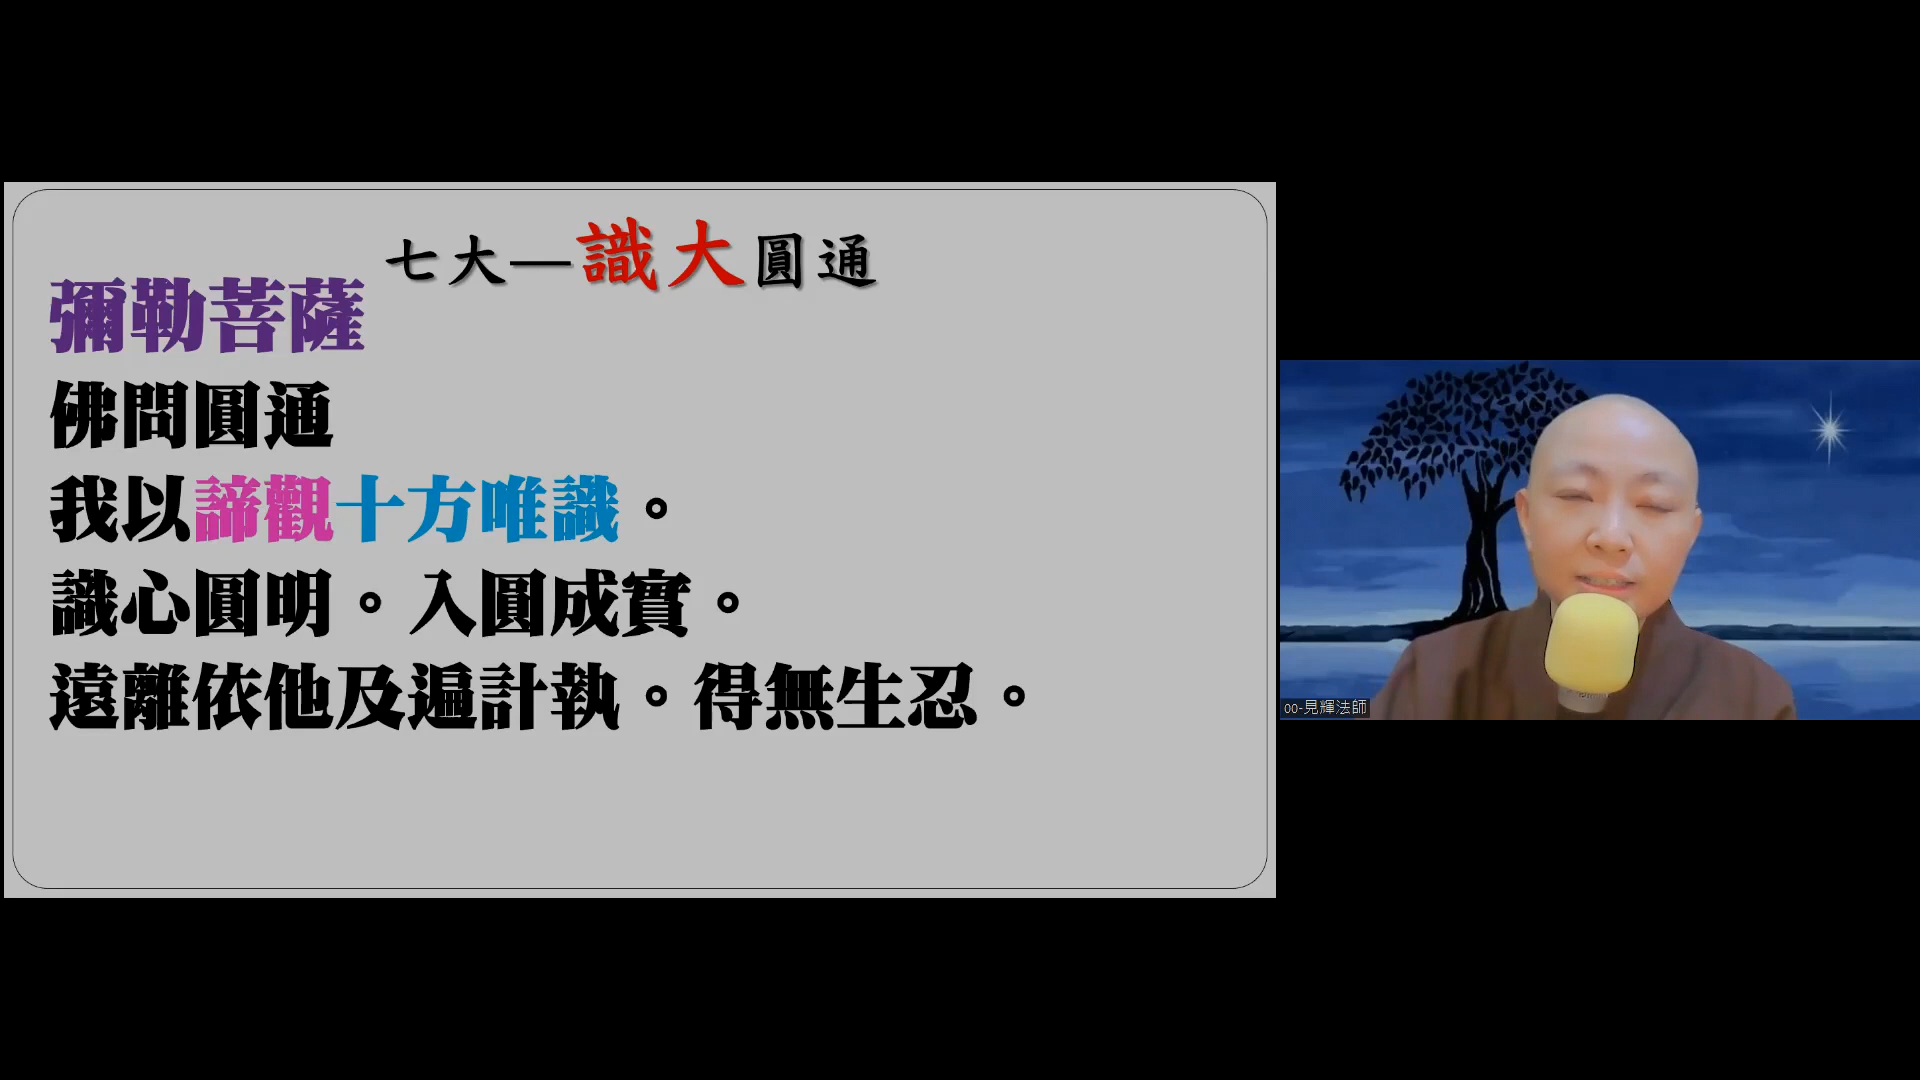 七大—識大圓通
彌勒菩薩
佛問圓通
我以諦觀十方唯識。
識心圓明。入圓成實。
遠離依他及遍計執。得無生忍。
00-見輝法師